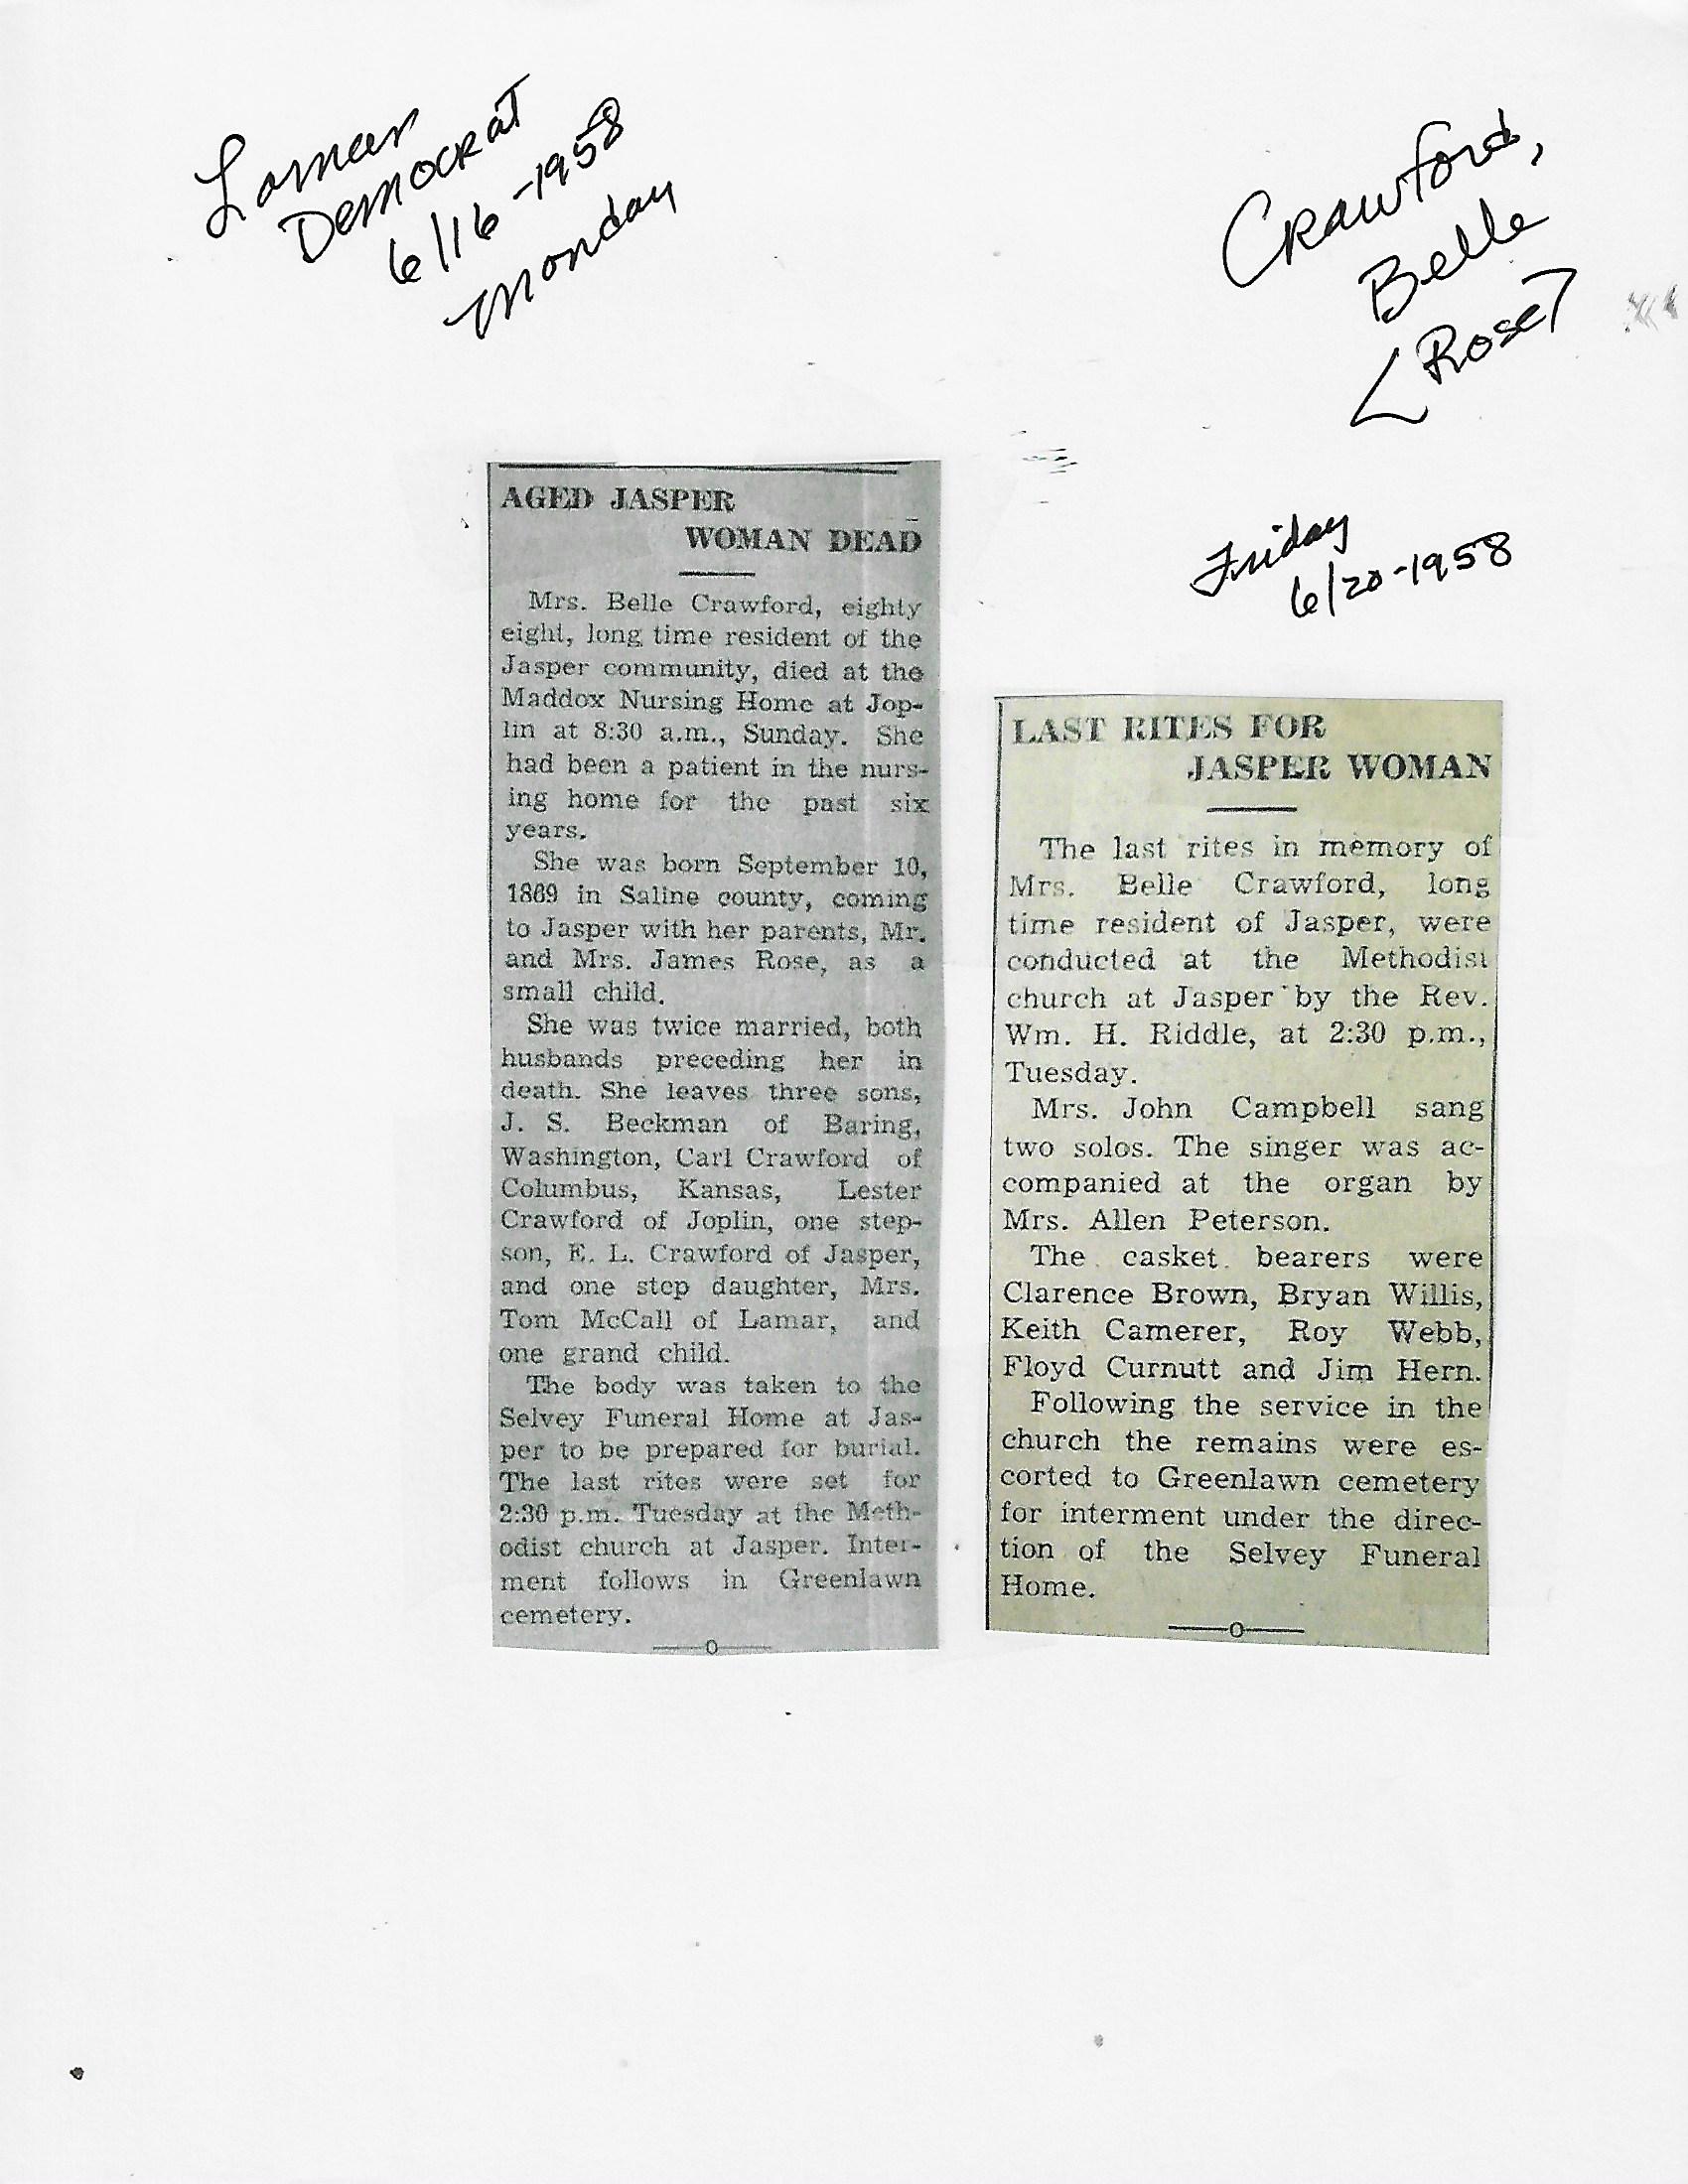 Lamar
Democrat
6/16-1958
Monday
Crawford,
Belle
[Rose]
Friday
6/20-1958
AGED JASPER
WOMAN DEAD
Mrs. Belle Crawford, eighty
eight, long time resident of the
Jasper community, died at the
Maddox Nursing Home at Jop-
lin at 8:30 a.m., Sunday. She
had been a patient in the nurs-
ing home for the past six
years.
She was born September 10,
1869 in Saline county, coming
to Jasper with her parents, Mr.
and Mrs. James Rose, as a
small child.
She was twice married, both
husbands preceding her in
death. She leaves three sons,
J. S. Beckman of Baring,
Washington, Carl Crawford of
Columbus, Kansas, Lester
Crawford of Joplin, one step-
son, E. L. Crawford of Jasper,
and one step daughter, Mrs.
Tom McCall of Lamar, and
one grand child.
The body was taken to the
Selvey Funeral Home at Jas-
per to be prepared for burial.
The last rites were set for
2:30 p.m. Tuesday at the Meth-
odist church at Jasper. Inter-
ment follows in Greenlawn
cemetery.
LAST RITES FOR
JASPER WOMAN
The last rites in memory of
Mrs. Belle Crawford, long
time resident of Jasper, were
conducted at the Methodist
church at Jasper by the Rev.
Wm. H. Riddle, at 2:30 p.m.,
Tuesday.
Mrs. John Campbell sang
two solos. The singer was ac-
companied at the organ by
Mrs. Allen Peterson.
The casket bearers were
Clarence Brown, Bryan Willis,
Keith Camerer, Roy Webb,
Floyd Curnutt and Jim Hern.
Following the service in the
church the remains were es-
corted to Greenlawn cemetery
for interment under the direc-
tion of the Selvey Funeral
Home.